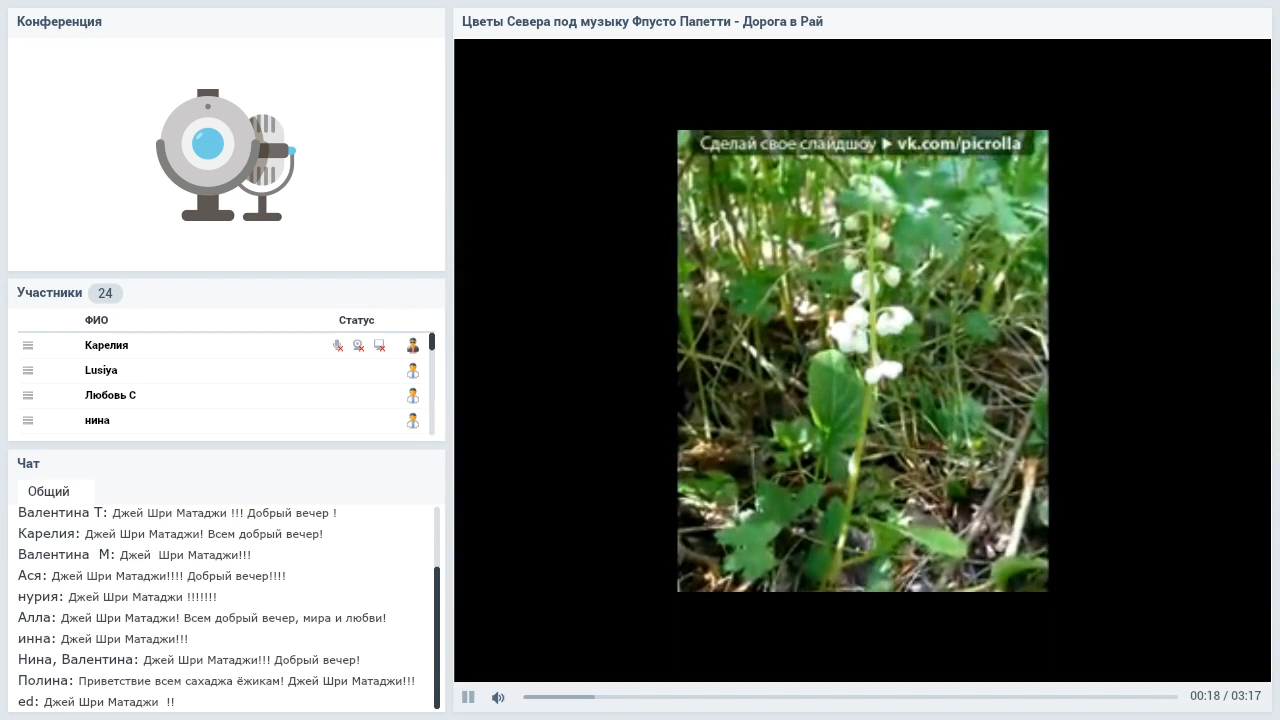 Конференция
Цветы Севера под музыку Фпусто Папетти - Дорога в Рай
Сделай свое слайдшоу ▶ vk.com/picrolla
Участники 24
ФИО Статус
Карелия
Lusiya
Любовь С
нина
Чат
Общий
Валентина Т: Джей Шри Матаджи !!! Добрый вечер !
Карелия: Джей Шри Матаджи! Всем добрый вечер!
Валентина  М: Джей  Шри Матаджи!!!
Ася: Джей Шри Матаджи!!!! Добрый вечер!!!!
нурия: Джей Шри Матаджи !!!!!!!
Алла: Джей Шри Матаджи! Всем добрый вечер, мира и любви!
инна: Джей Шри Матаджи!!!
Нина, Валентина: Джей Шри Матаджи!!! Добрый вечер!
Полина: Приветствие всем сахаджа ёжикам! Джей Шри Матаджи!!!
ed: Джей Шри Матаджи  !!
00:18 / 03:17